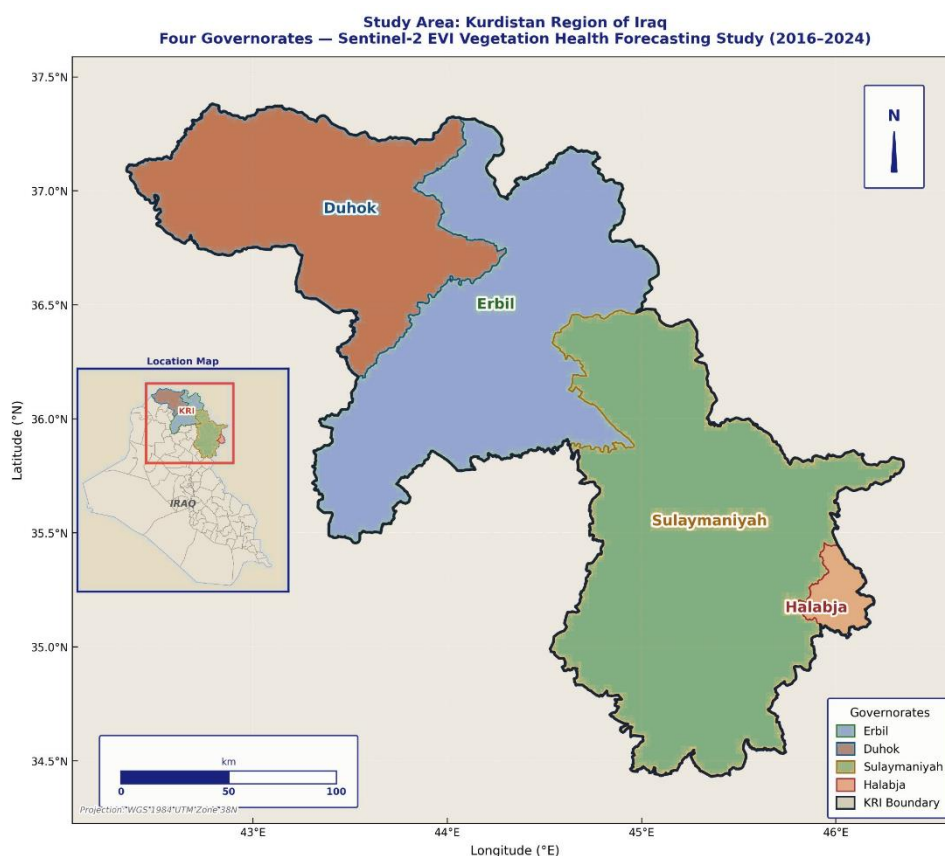 Study Area: Kurdistan Region of Iraq
Four Governorates — Sentinel-2 EVI Vegetation Health Forecasting Study (2016–2024)
37.5°N
37.0°N
36.5°N
36.0°N
35.5°N
35.0°N
34.5°N
Latitude (°N)
N
Duhok
Erbil
Sulaymaniyah
Halabja
Location Map
KRI
IRAQ
Governorates
Erbil
Duhok
Sulaymaniyah
Halabja
KRI Boundary
km
0 50 100
Projection: WGS 1984 UTM Zone 38N
43°E 44°E 45°E 46°E
Longitude (°E)